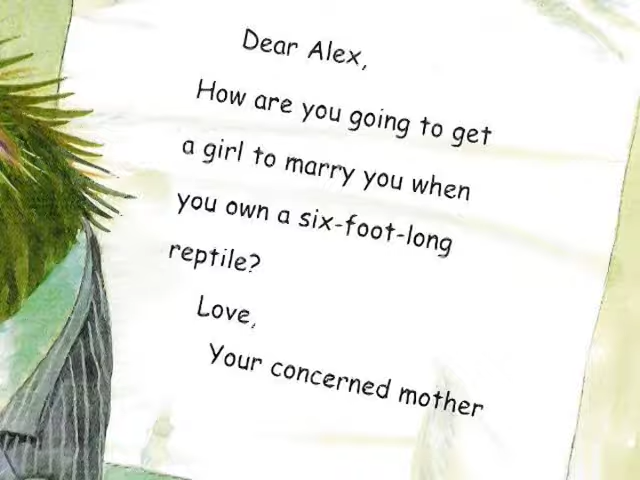 Dear Alex,
How are you going to get
a girl to marry you when
you own a six-foot-long
reptile?
Love,
Your concerned mother